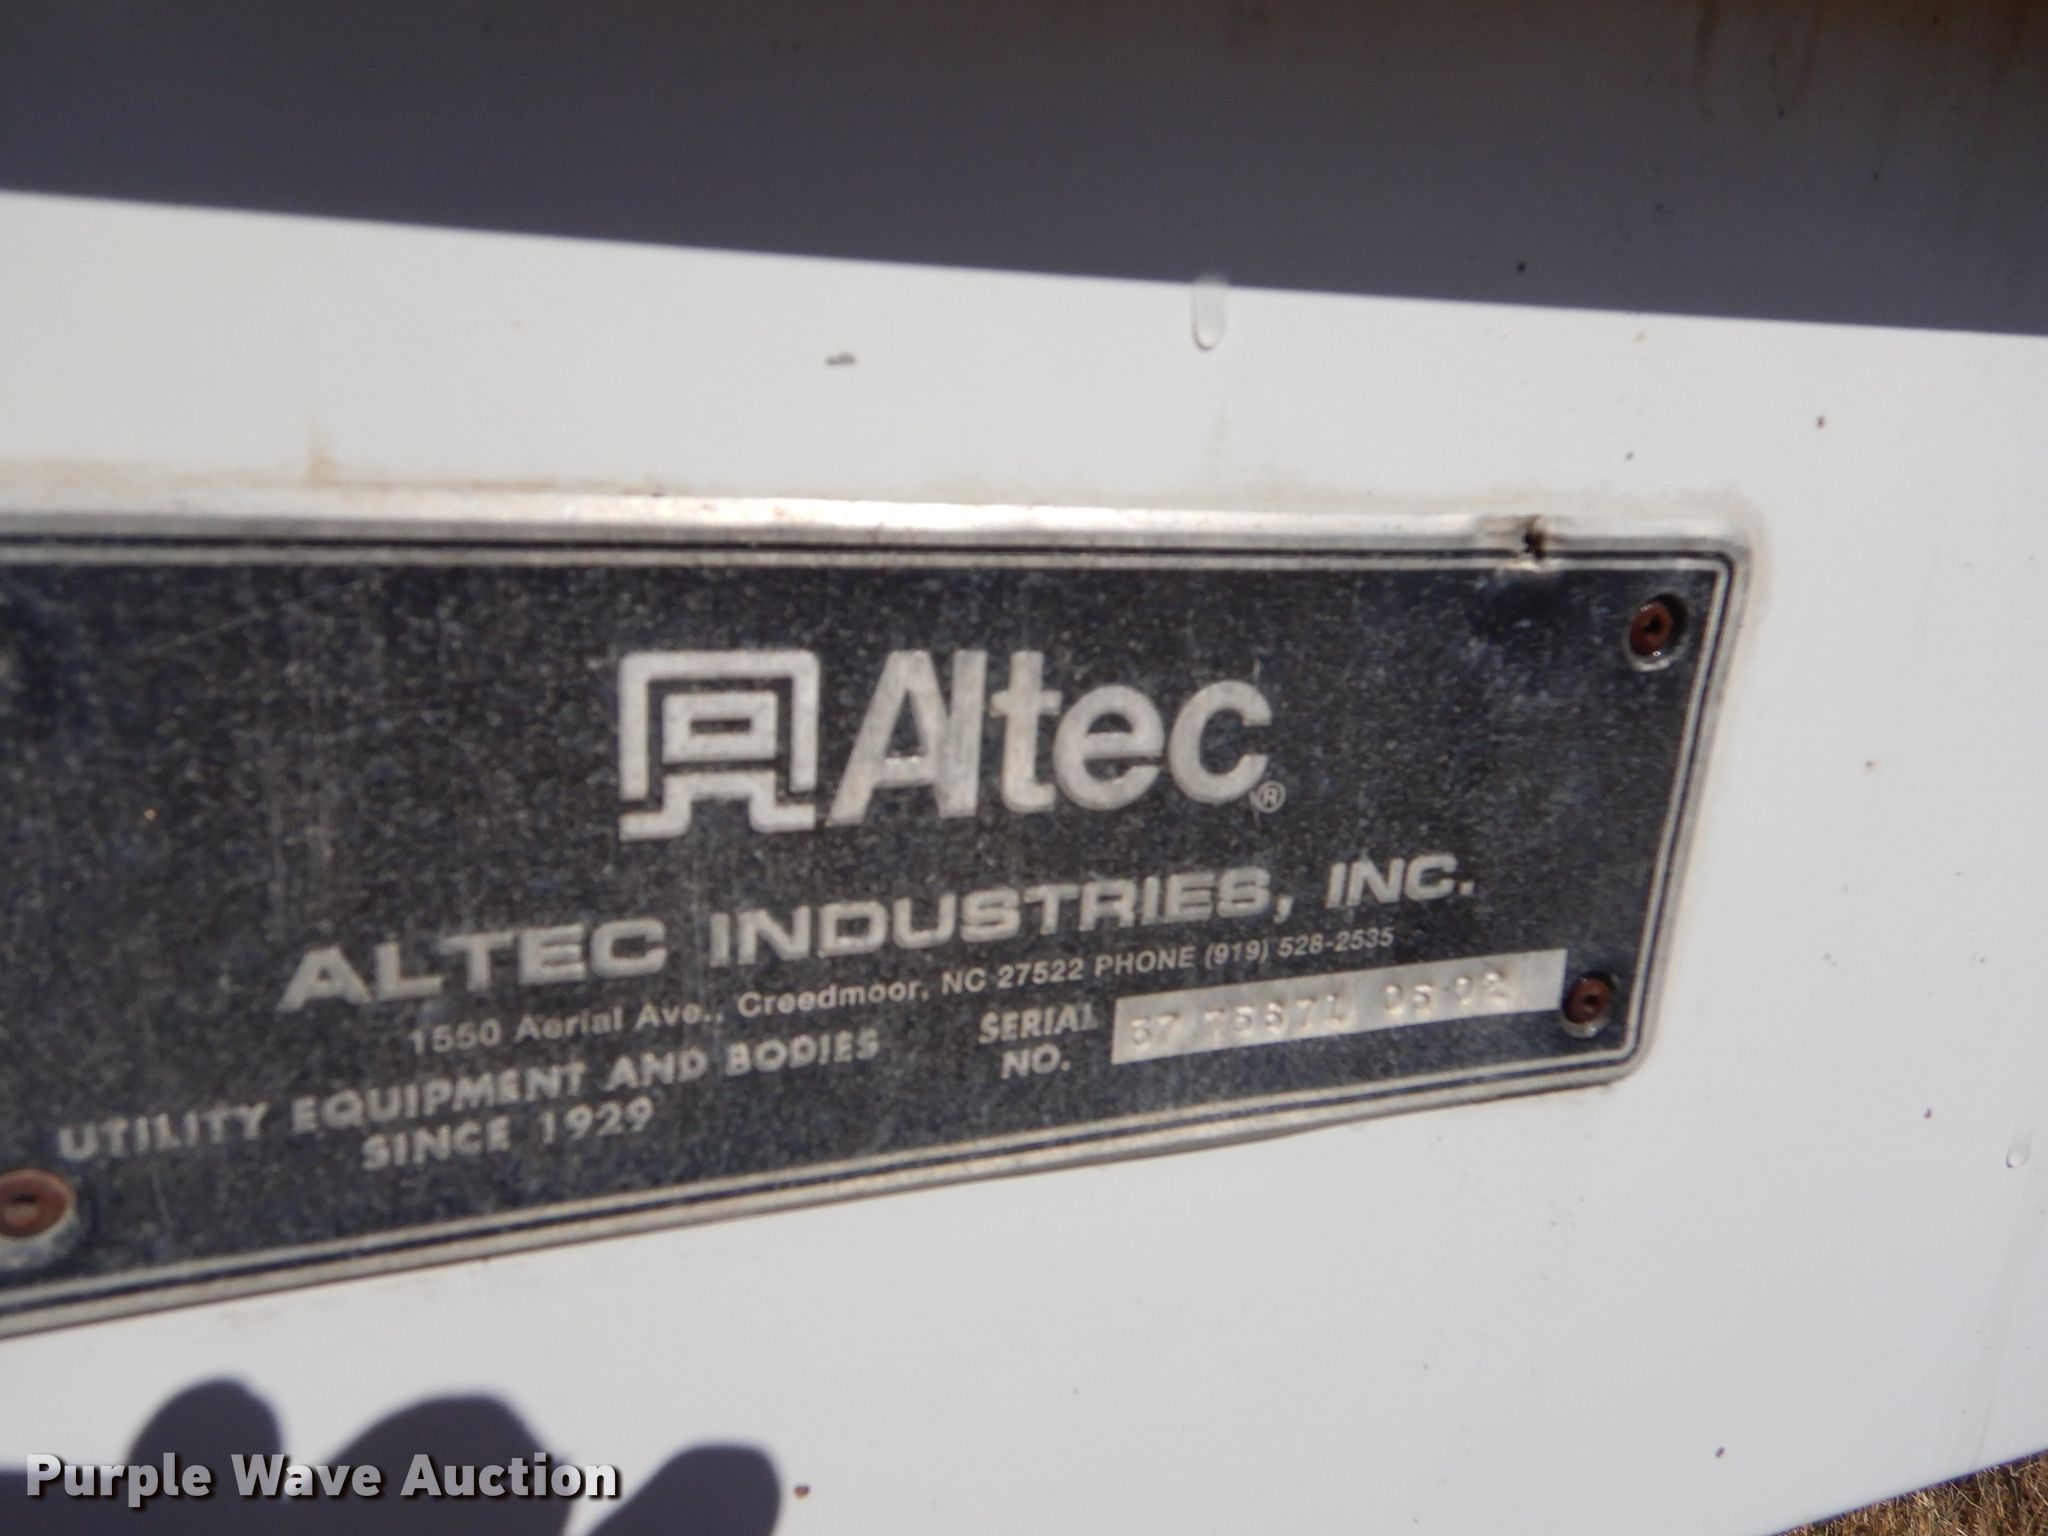 Altec®
ALTEC INDUSTRIES, INC.
1550 Aerial Ave., Creedmoor, NC 27522 PHONE (919) 528-2535
UTILITY EQUIPMENT AND BODIES
SINCE 1929
SERIAL
NO.
Purple Wave Auction